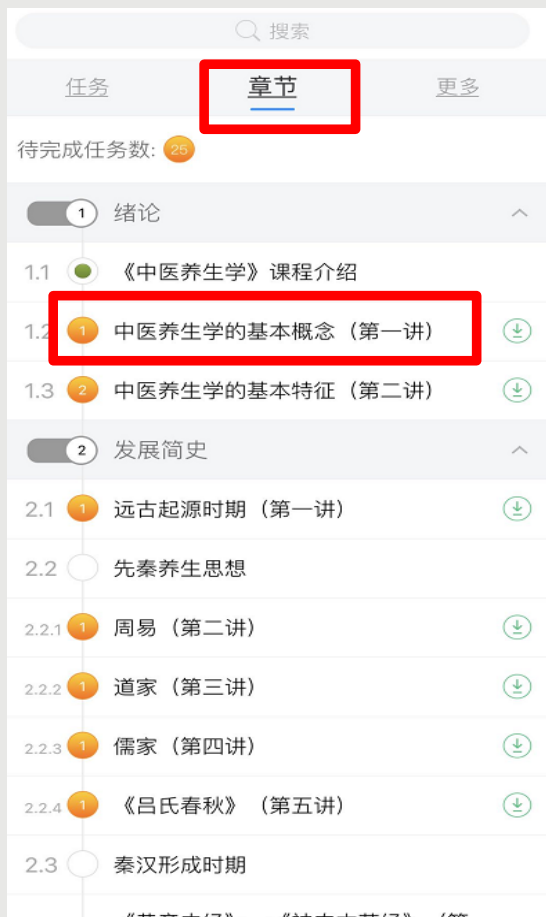 搜索
任务 章节 更多
待完成任务数: 25
1 绪论
1.1 《中医养生学》课程介绍
1.2 1 中医养生学的基本概念（第一讲）
1.3 2 中医养生学的基本特征（第二讲）
2 发展简史
2.1 1 远古起源时期（第一讲）
2.2 先秦养生思想
2.2.1 1 周易（第二讲）
2.2.2 1 道家（第三讲）
2.2.3 1 儒家（第四讲）
2.2.4 1 《吕氏春秋》（第五讲）
2.3 秦汉形成时期